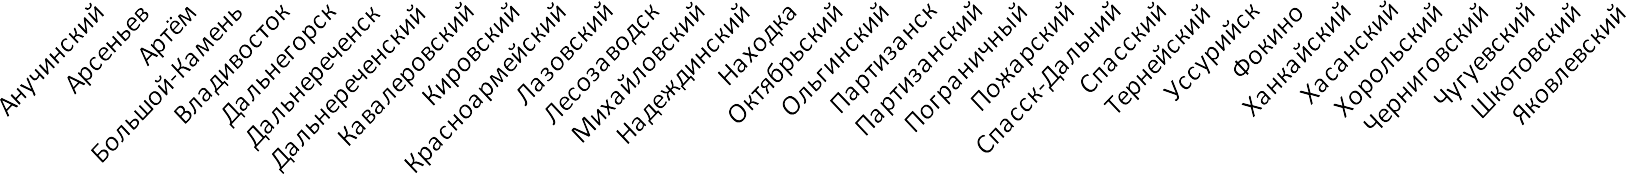 Анучинский
Арсеньев
Артём
Большой-Камень
Владивосток
Дальнегорск
Дальнереченск
Дальнереченский
Кавалеровский
Кировский
Красноармейский
Лазовский
Лесозаводск
Михайловский
Надеждинский
Находка
Октябрьский
Ольгинский
Партизанск
Партизанский
Пограничный
Пожарский
Спасск-Дальний
Спасский
Тернейский
Уссурийск
Фокино
Ханкайский
Хасанский
Хорольский
Черниговский
Чугуевский
Шкотовский
Яковлевский